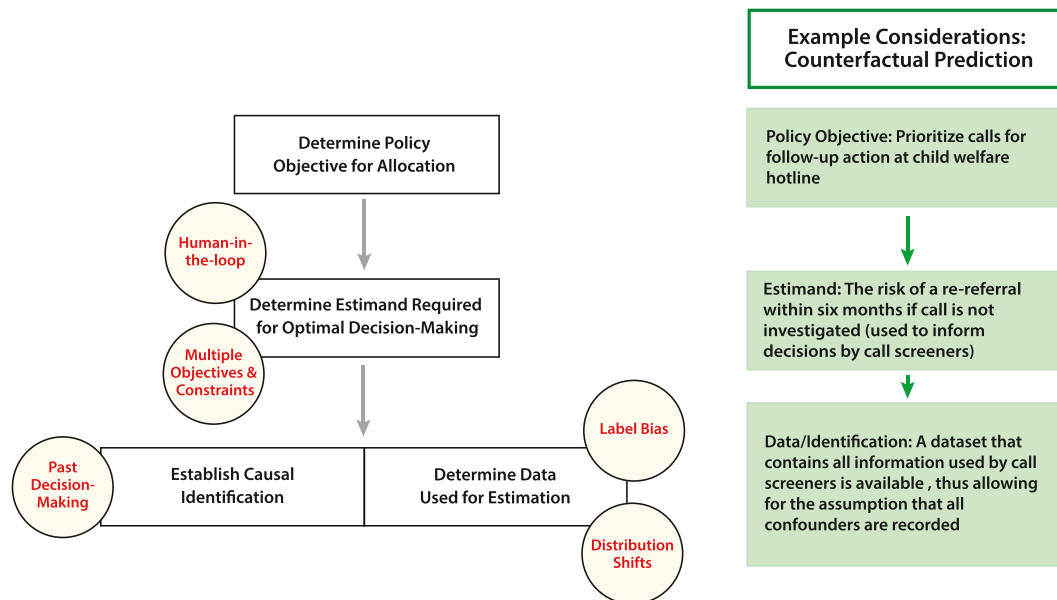 Example Considerations:
Counterfactual Prediction
Determine Policy
Objective for Allocation
Policy Objective: Prioritize calls for
follow-up action at child welfare
hotline
Human-in-
the-loop
Determine Estimand Required
for Optimal Decision-Making
Multiple
Objectives &
Constraints
Estimand: The risk of a re-referral
within six months if call is not
investigated (used to inform
decisions by call screeners)
Label Bias
Past
Decision-
Making
Establish Causal
Identification
Determine Data
Used for Estimation
Distribution
Shifts
Data/Identification: A dataset that
contains all information used by call
screeners is available , thus allowing
for the assumption that all
confounders are recorded